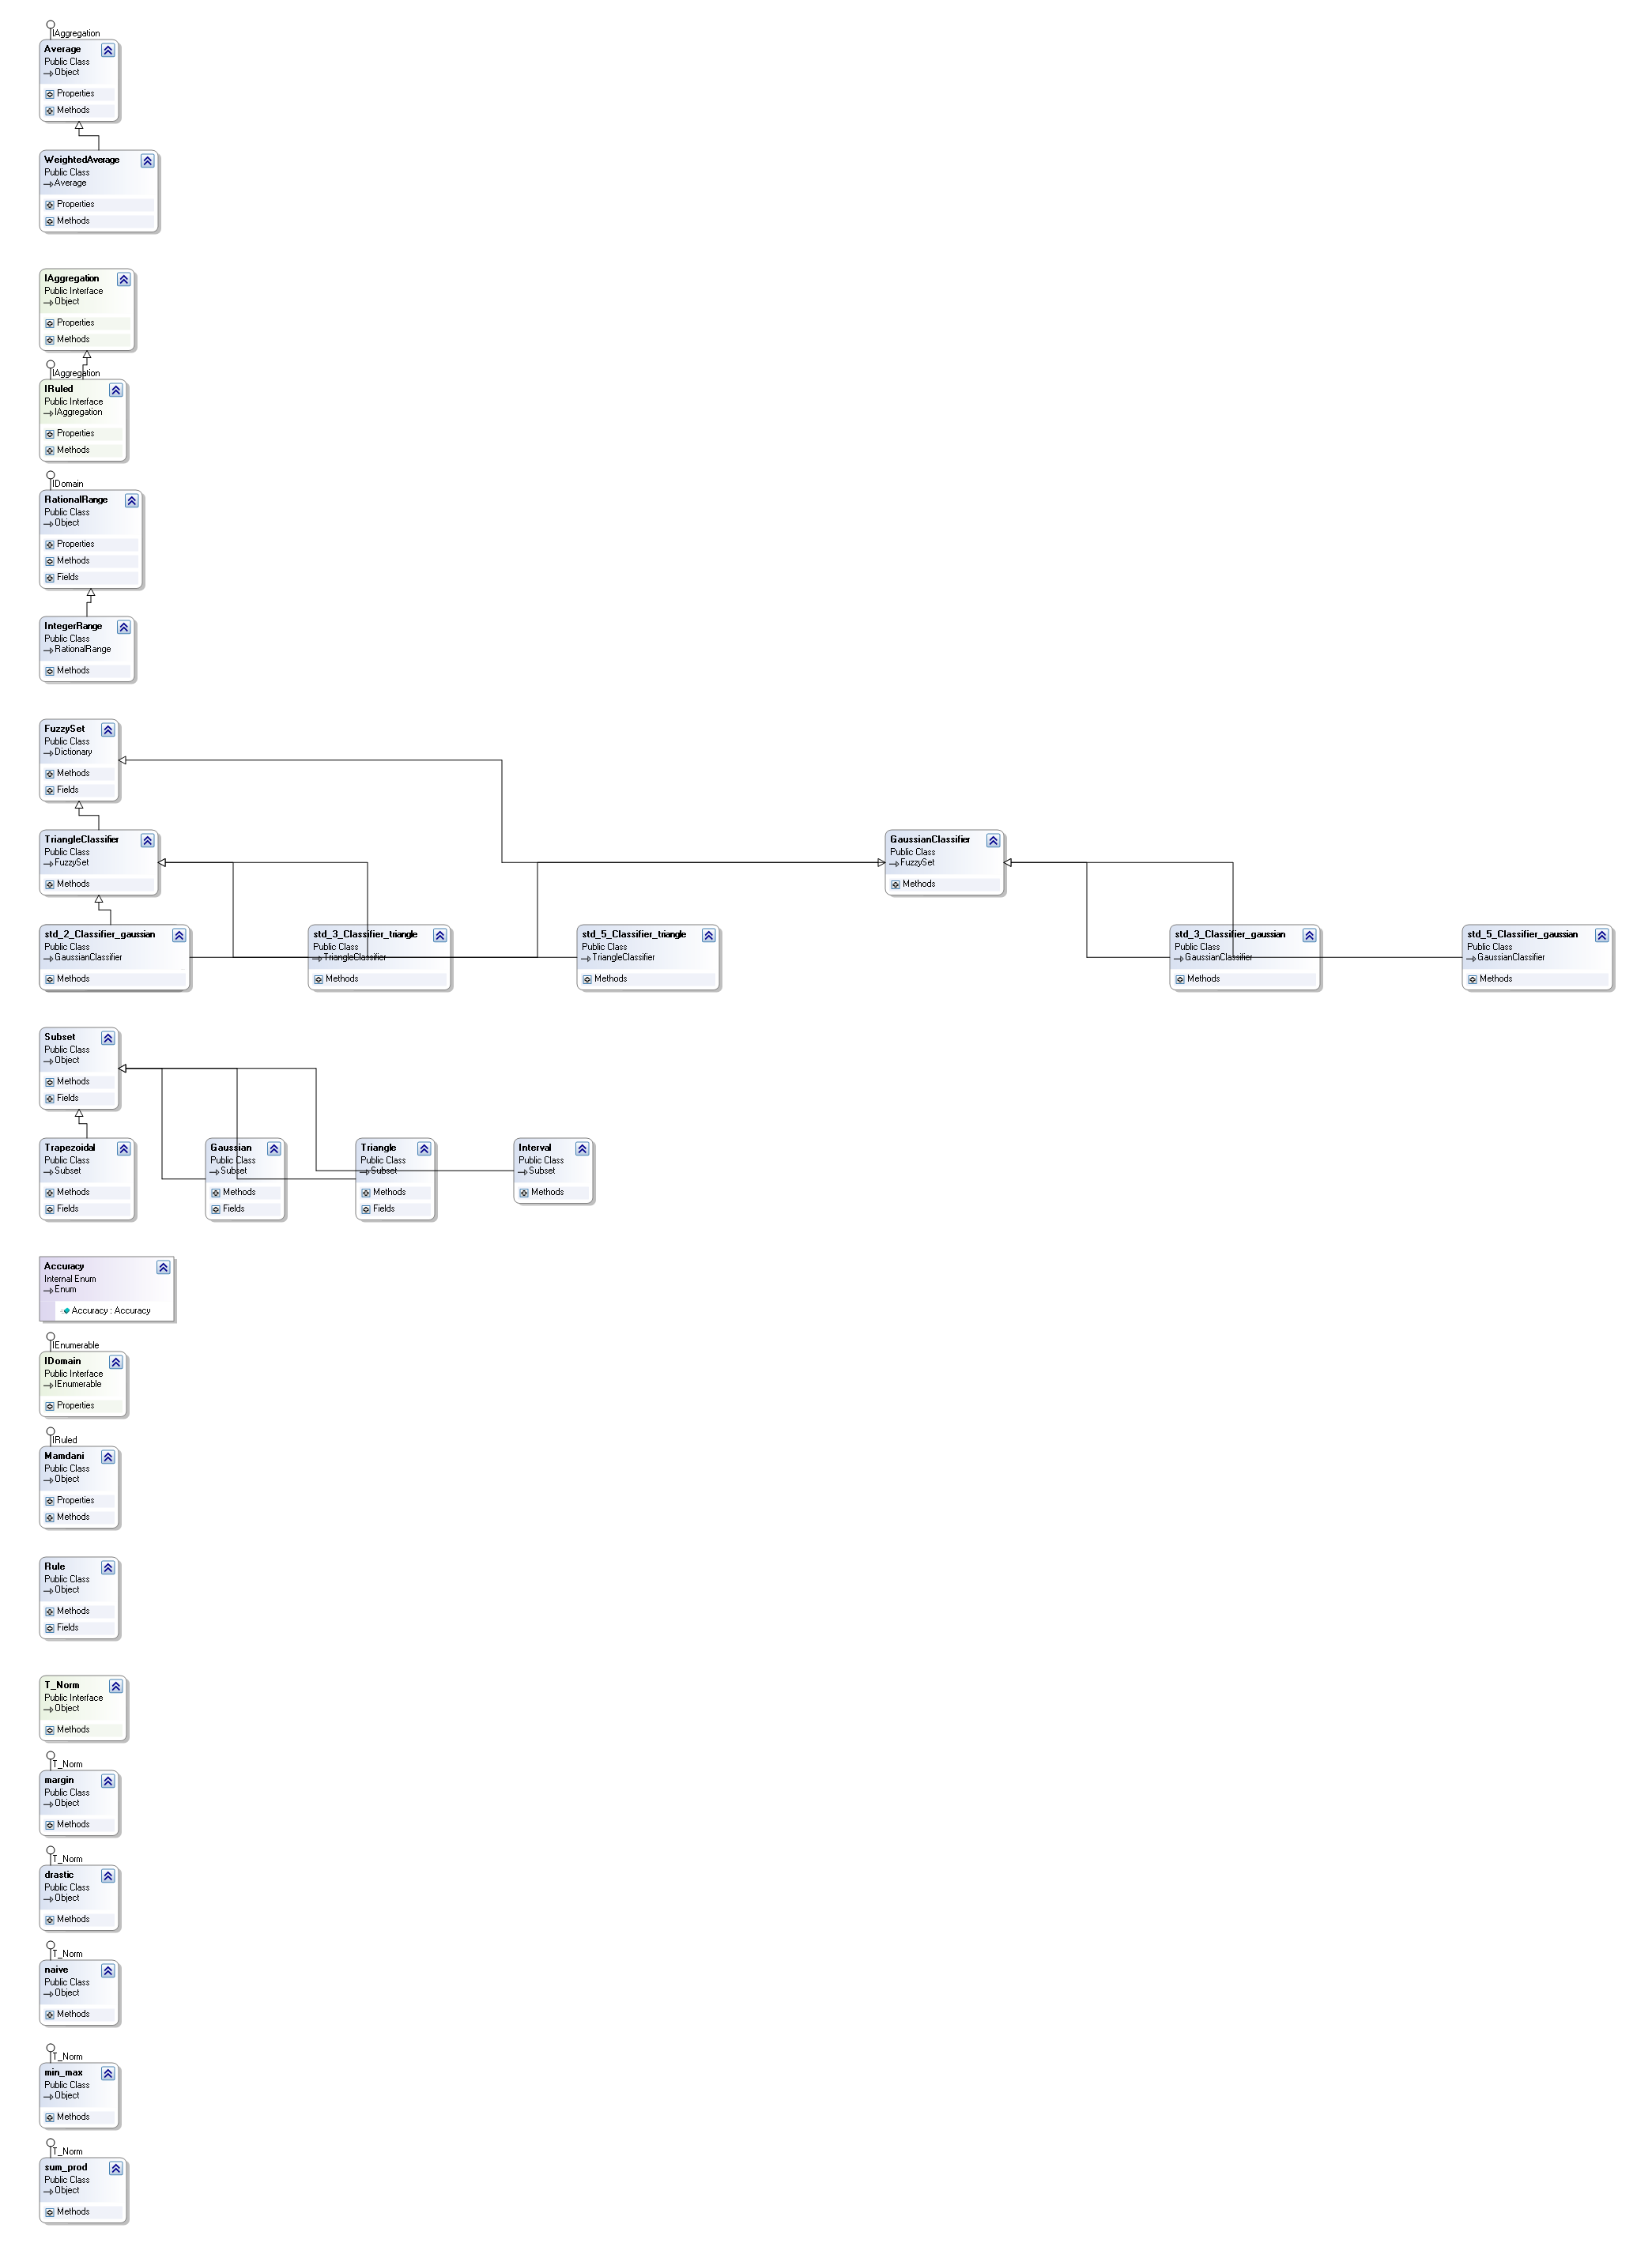 IAggregation
Average
Public Class
Object
Properties
Methods
WeightedAverage
Public Class
Average
Properties
Methods
IAggregation
Public Interface
Object
Properties
Methods
IAggregation
IRuled
Public Interface
IAggregation
Properties
Methods
IDomain
RationalRange
Public Class
Object
Properties
Methods
Fields
IntegerRange
Public Class
RationalRange
Methods
FuzzySet
Public Class
Dictionary
Methods
Fields
TriangleClassifier
Public Class
FuzzySet
Methods
GaussianClassifier
Public Class
FuzzySet
Methods
std_2_Classifier_gaussian
Public Class
GaussianClassifier
Methods
std_3_Classifier_triangle
Public Class
TriangleClassifier
Methods
std_5_Classifier_triangle
Public Class
TriangleClassifier
Methods
std_3_Classifier_gaussian
Public Class
GaussianClassifier
Methods
std_5_Classifier_gaussian
Public Class
GaussianClassifier
Methods
Subset
Public Class
Object
Methods
Fields
Trapezoidal
Public Class
Subset
Methods
Fields
Gaussian
Public Class
Subset
Methods
Fields
Triangle
Public Class
Subset
Methods
Fields
Interval
Public Class
Subset
Methods
Accuracy
Internal Enum
Enum
Accuracy : Accuracy
IEnumerable
IDomain
Public Interface
IEnumerable
Properties
IRuled
Mamdani
Public Class
Object
Properties
Methods
Rule
Public Class
Object
Methods
Fields
T_Norm
Public Interface
Object
Methods
T_Norm
margin
Public Class
Object
Methods
T_Norm
drastic
Public Class
Object
Methods
T_Norm
naive
Public Class
Object
Methods
T_Norm
min_max
Public Class
Object
Methods
T_Norm
sum_prod
Public Class
Object
Methods